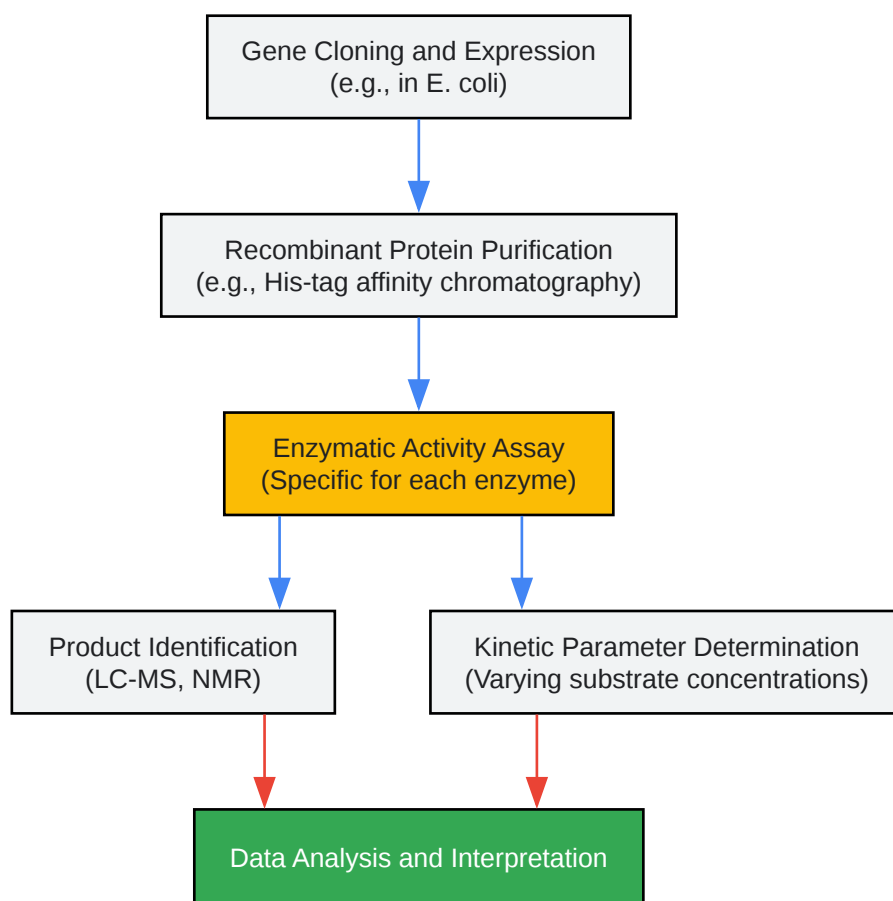 Gene Cloning and Expression
(e.g., in E. coli)
Recombinant Protein Purification
(e.g., His-tag affinity chromatography)
Enzymatic Activity Assay
(Specific for each enzyme)
Product Identification
(LC-MS, NMR)
Kinetic Parameter Determination
(Varying substrate concentrations)
Data Analysis and Interpretation